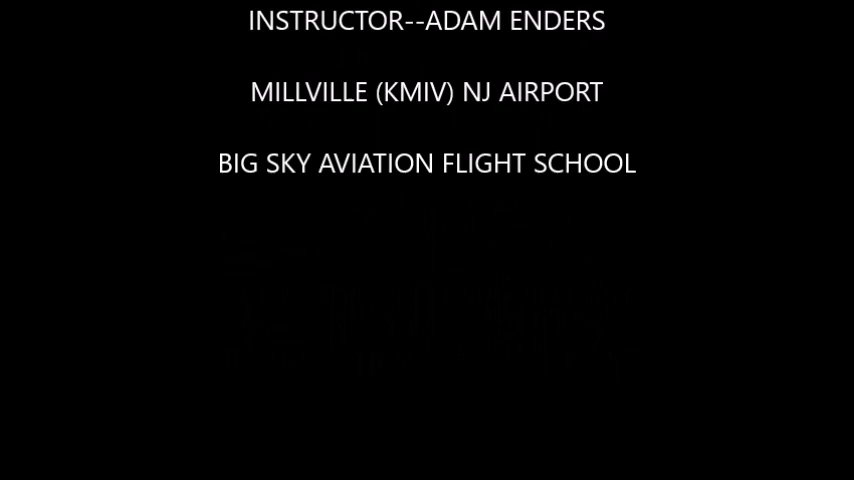 INSTRUCTOR--ADAM ENDERS
MILLVILLE (KMIV) NJ AIRPORT
BIG SKY AVIATION FLIGHT SCHOOL